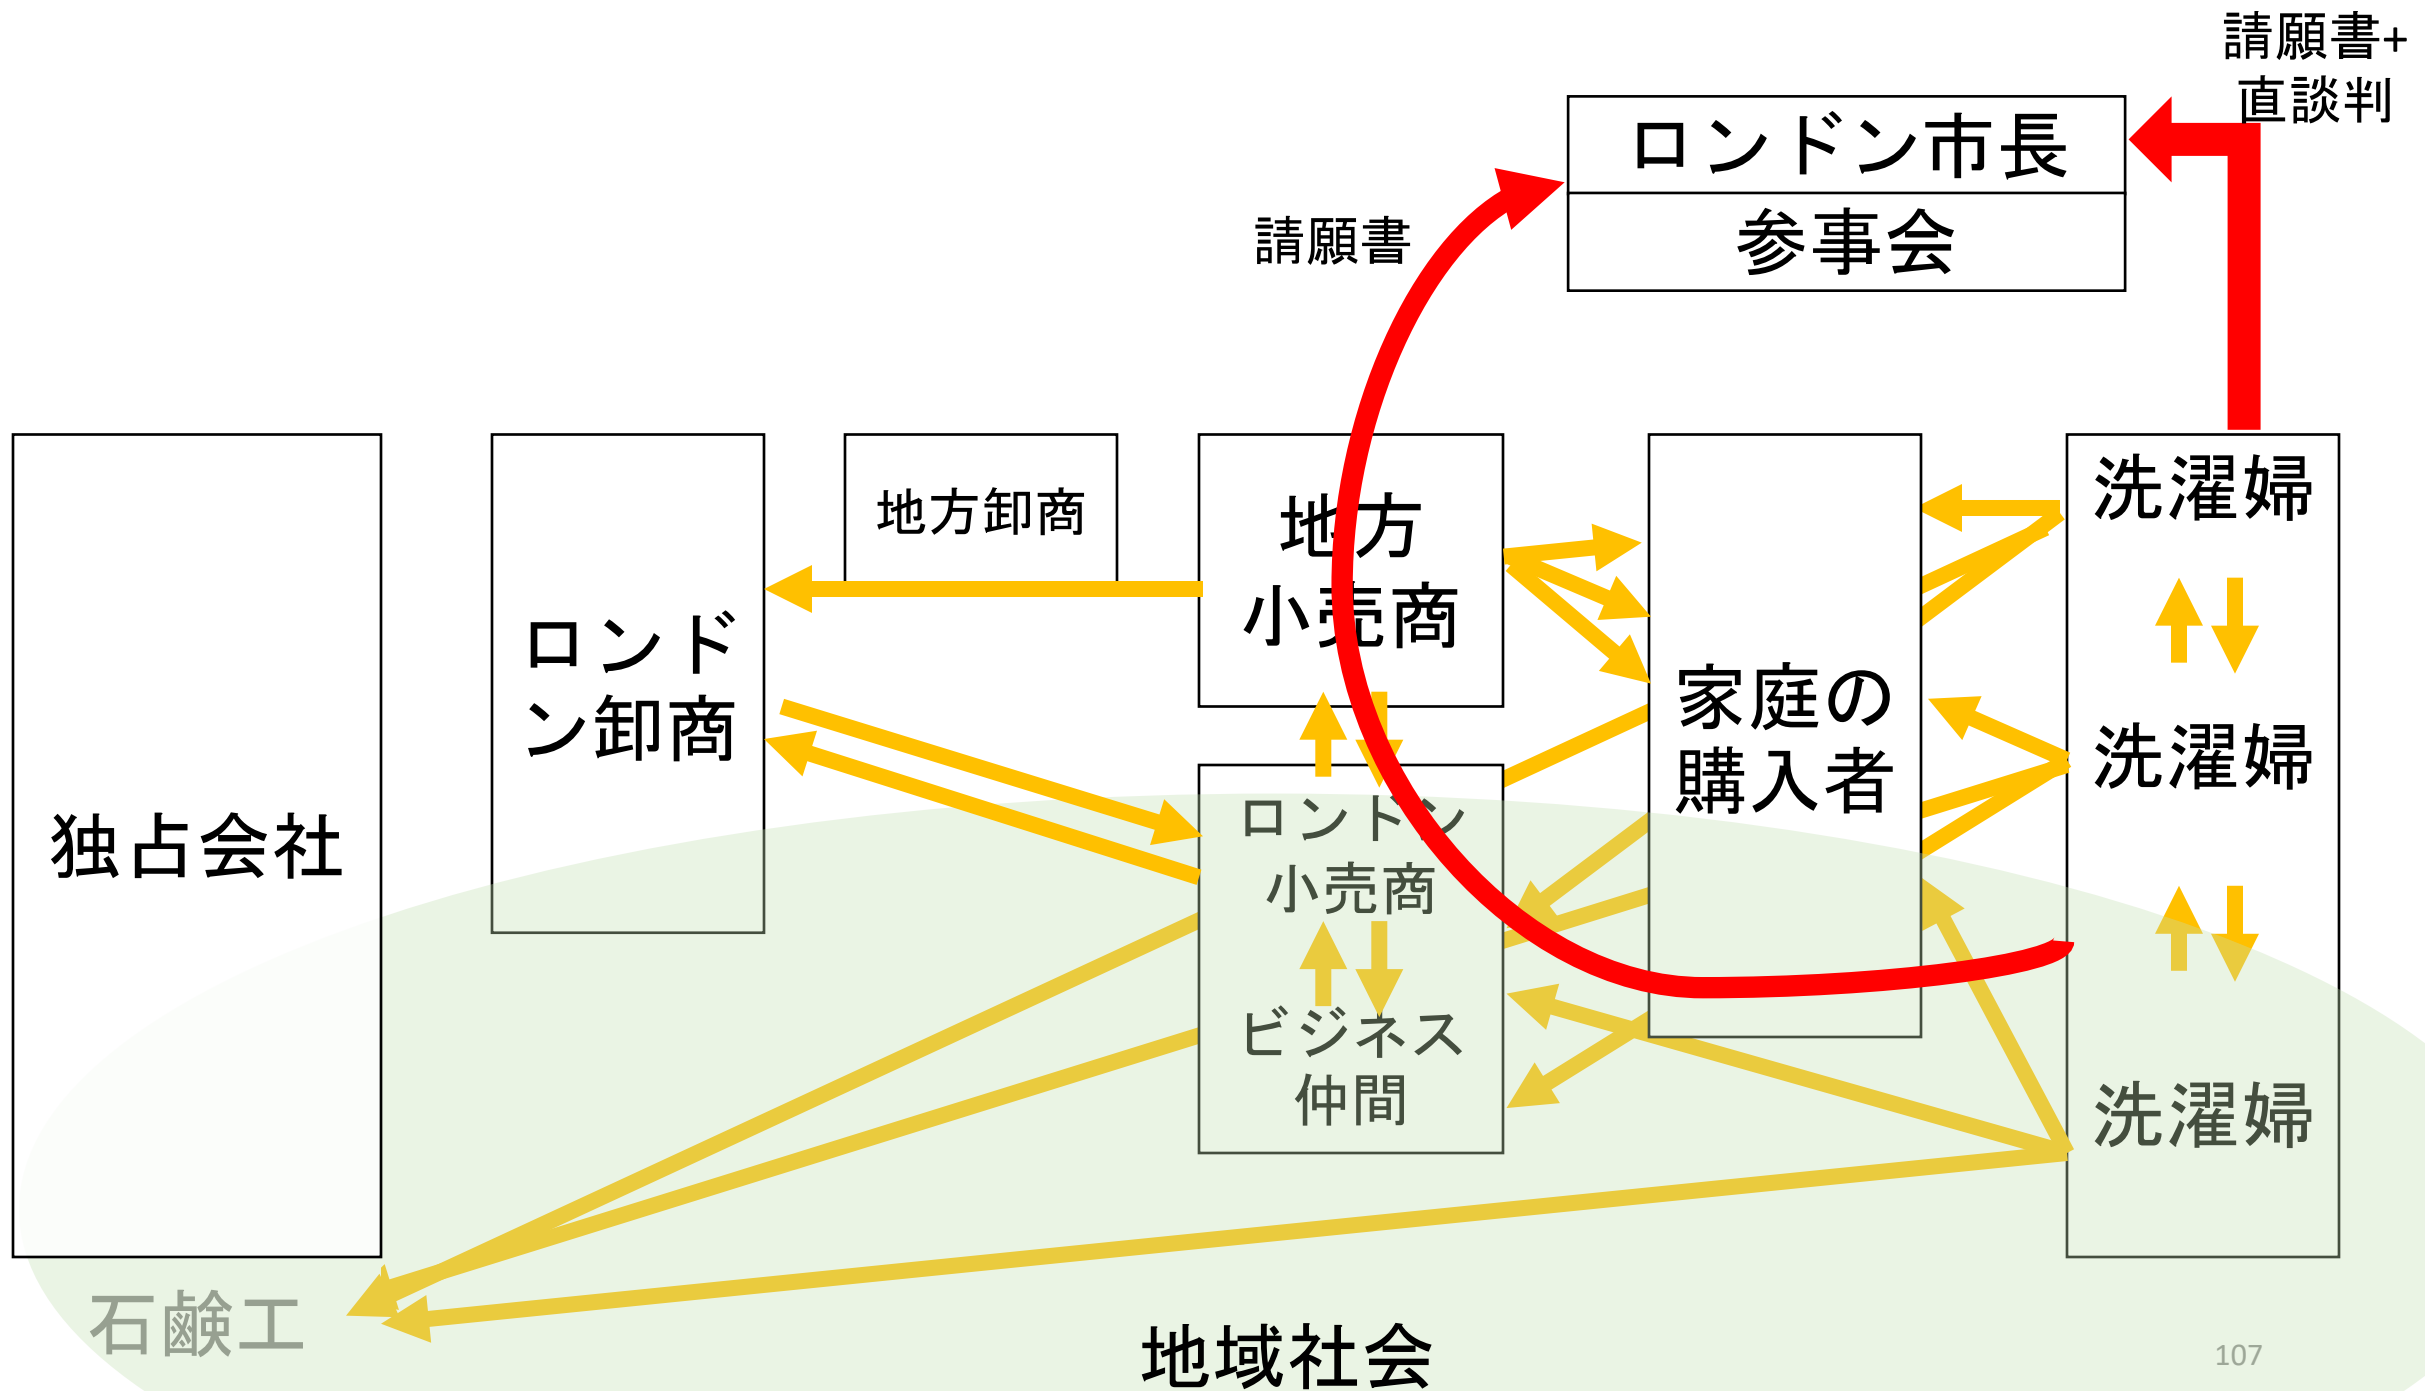 請願書+
直談判
ロンドン市長
参事会
請願書
独占会社
ロンド
ン卸商
地方卸商
地方
小売商
ロンドン
小売商
ビジネス
仲間
家庭の
購入者
洗濯婦
洗濯婦
洗濯婦
石鹸工
地域社会
107